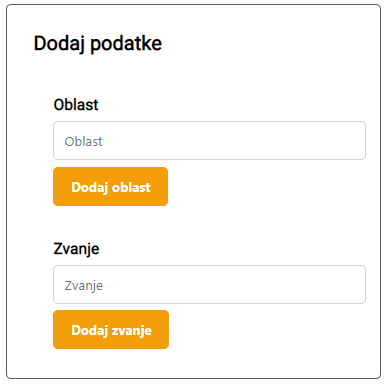 Dodaj podatke
Oblast
Oblast
Dodaj oblast
Zvanje
Zvanje
Dodaj zvanje